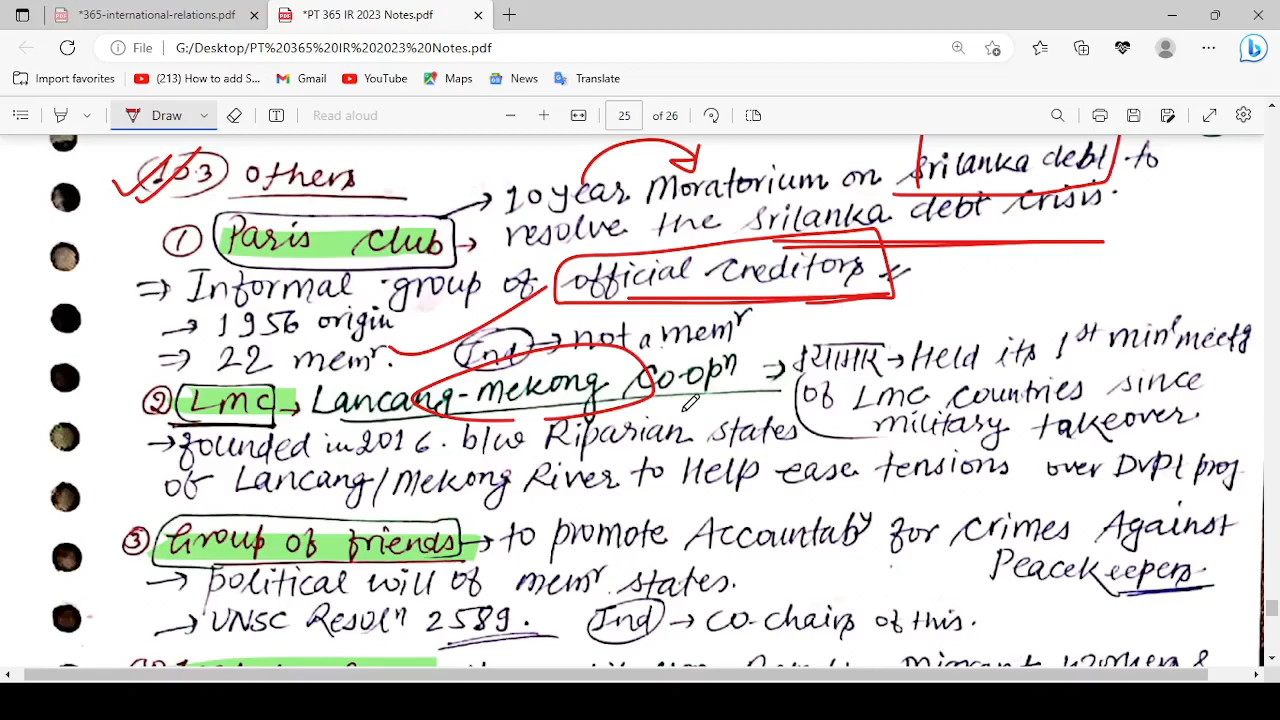 *365-international-relations.pdf
*PT 365 IR 2023 Notes.pdf
File G:/Desktop/PT%20365%20IR%202023%20Notes.pdf
Import favorites (213) How to add S... Gmail YouTube Maps News Translate
Draw Read aloud 25 of 26
10.3 others
→ 10 year Moratorium on Srilanka debt to
① Paris club → resolve the Srilanka debt crisis.
⇒ Informal group of official creditors
→ 1956 origin
⇒ 22 memr. Ind → not a memr
② LMC → Lancang-Mekong Co-opn ⇒ म्यांमार → Held its 1st minr meetg
of LMC countries since
military takeover
→ founded in 2016. b/w Riparian states
of Lancang/Mekong River to Help ease tensions over Dvpl proj.
③ Group of friends → to promote Accountaby for crimes Against
Peacekeepers
→ political will of memr states.
→ UNSC Resoln 2589. Ind → co-chairs of this.
migrant workers &